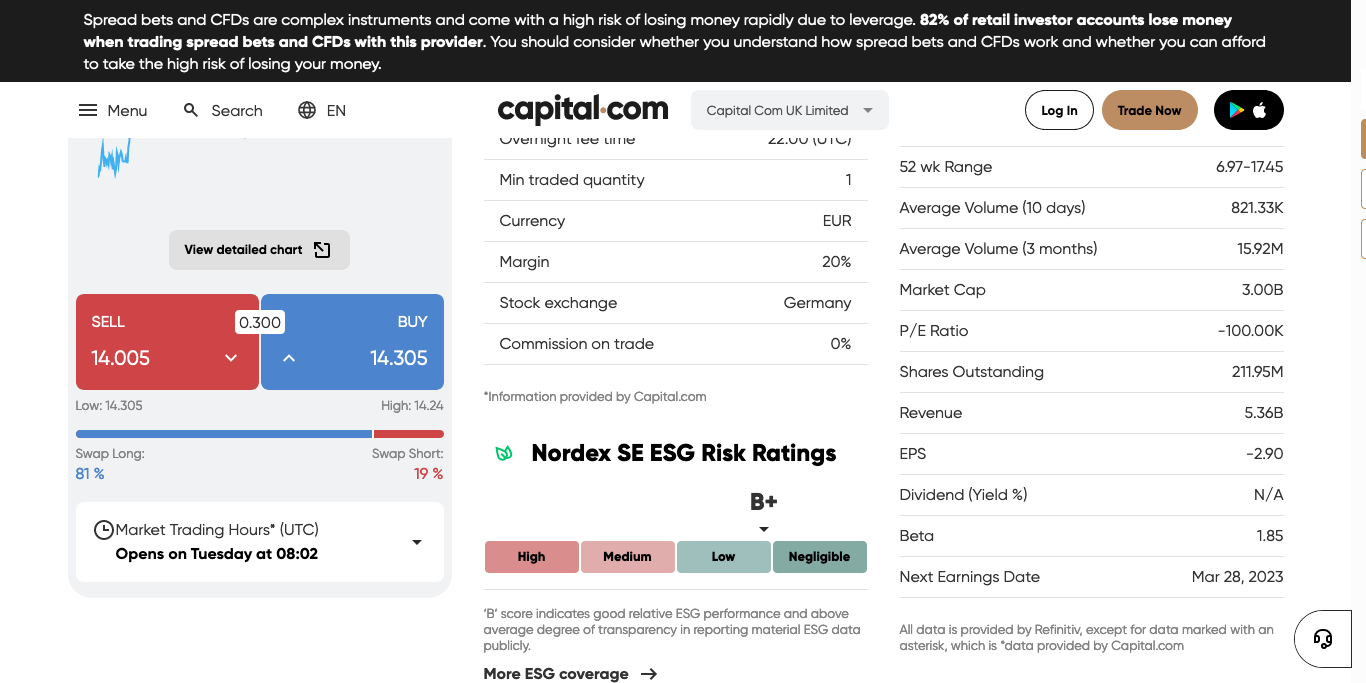 Spread bets and CFDs are complex instruments and come with a high risk of losing money rapidly due to leverage. 82% of retail investor accounts lose money
when trading spread bets and CFDs with this provider. You should consider whether you understand how spread bets and CFDs work and whether you can afford
to take the high risk of losing your money.
Menu
Search
EN
capital.com
Capital Com UK Limited
Log In
Trade Now
View detailed chart
SELL
14.005
0.300
BUY
14.305
Low: 14.305
High: 14.24
Swap Long:
81 %
Swap Short:
19 %
Market Trading Hours* (UTC)
Opens on Tuesday at 08:02
Overnight fee time 22:00 (UTC)
Min traded quantity 1
Currency EUR
Margin 20%
Stock exchange Germany
Commission on trade 0%
*Information provided by Capital.com
Nordex SE ESG Risk Ratings
B+
High Medium Low Negligible
'B' score indicates good relative ESG performance and above
average degree of transparency in reporting material ESG data
publicly.
More ESG coverage
52 wk Range 6.97-17.45
Average Volume (10 days) 821.33K
Average Volume (3 months) 15.92M
Market Cap 3.00B
P/E Ratio -100.00K
Shares Outstanding 211.95M
Revenue 5.36B
EPS -2.90
Dividend (Yield %) N/A
Beta 1.85
Next Earnings Date Mar 28, 2023
All data is provided by Refinitiv, except for data marked with an
asterisk, which is *data provided by Capital.com